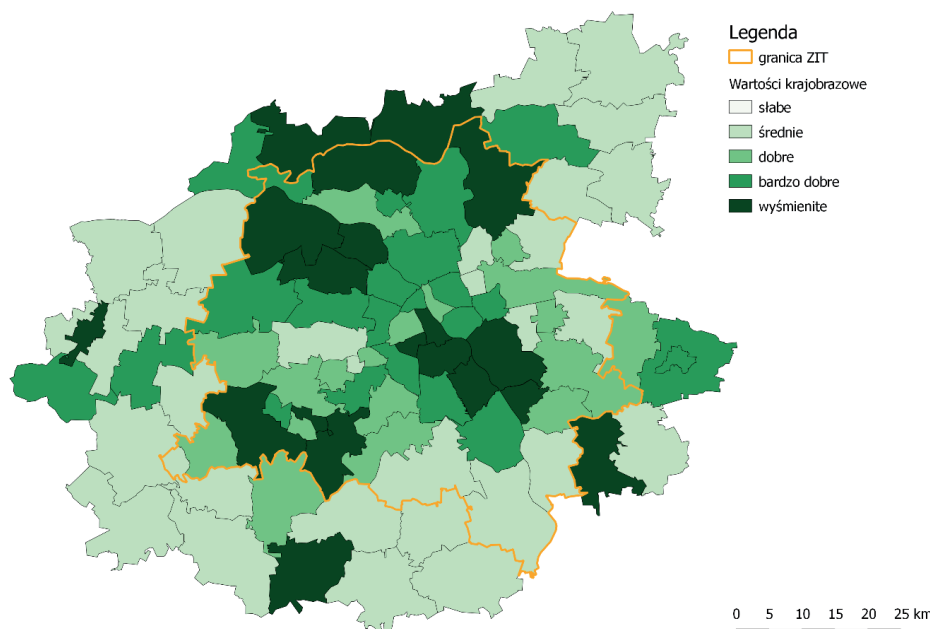 Legenda
granica ZIT
Wartości krajobrazowe
słabe
średnie
dobre
bardzo dobre
wyśmienite
0 5 10 15 20 25 km